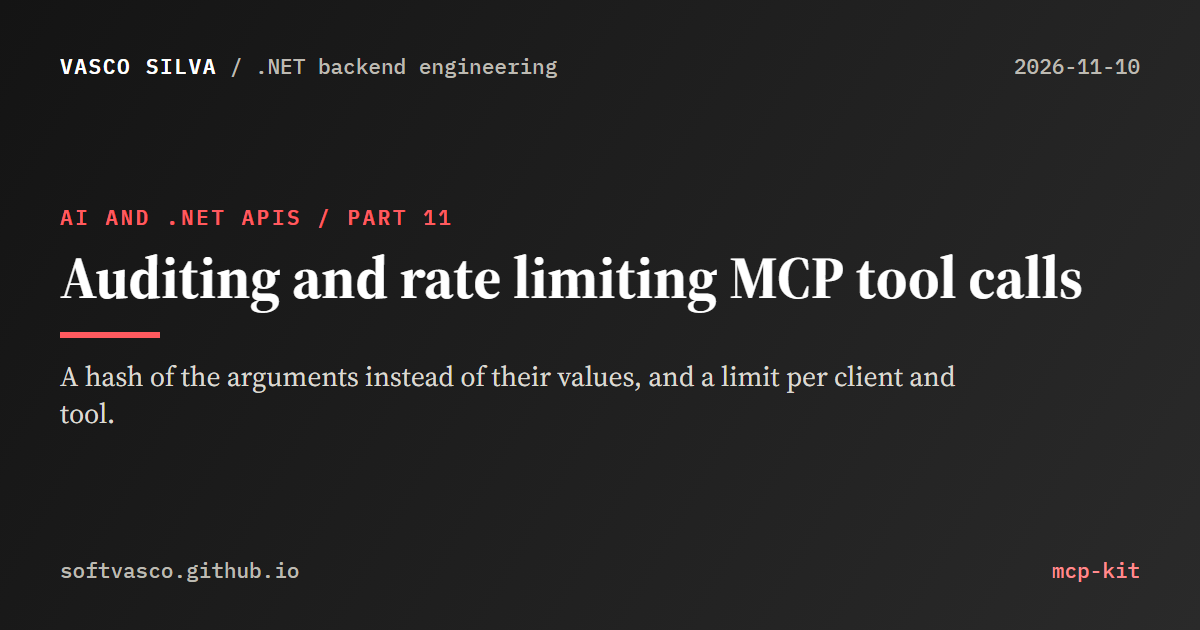 VASCO SILVA / .NET backend engineering
2026-11-10
AI AND .NET APIS / PART 11
Auditing and rate limiting MCP tool calls
A hash of the arguments instead of their values, and a limit per client and
tool.
softvasco.github.io
mcp-kit